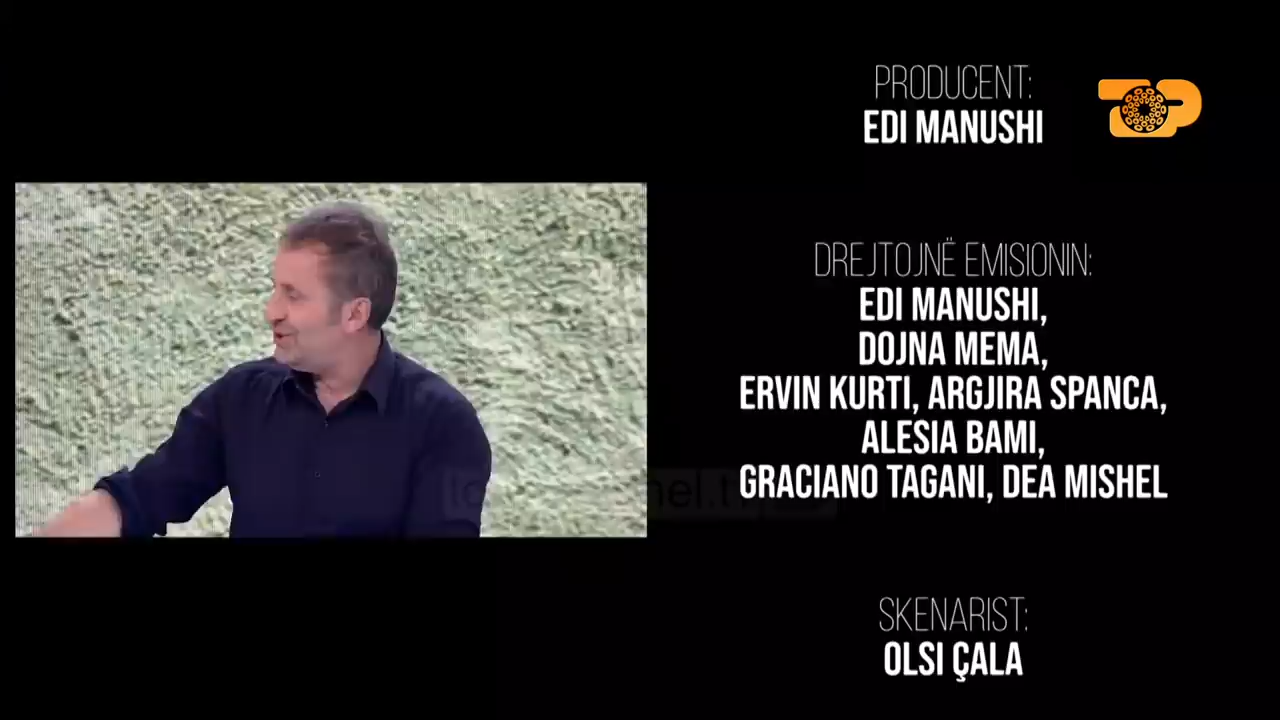 PRODUCENT:
EDI MANUSHI
DREJTOJNË EMISIONIN:
EDI MANUSHI,
DOJNA MEMA,
ERVIN KURTI, ARGJIRA SPANCA,
ALESIA BAMI,
GRACIANO TAGANI, DEA MISHEL
SKENARIST:
OLSI ÇALA